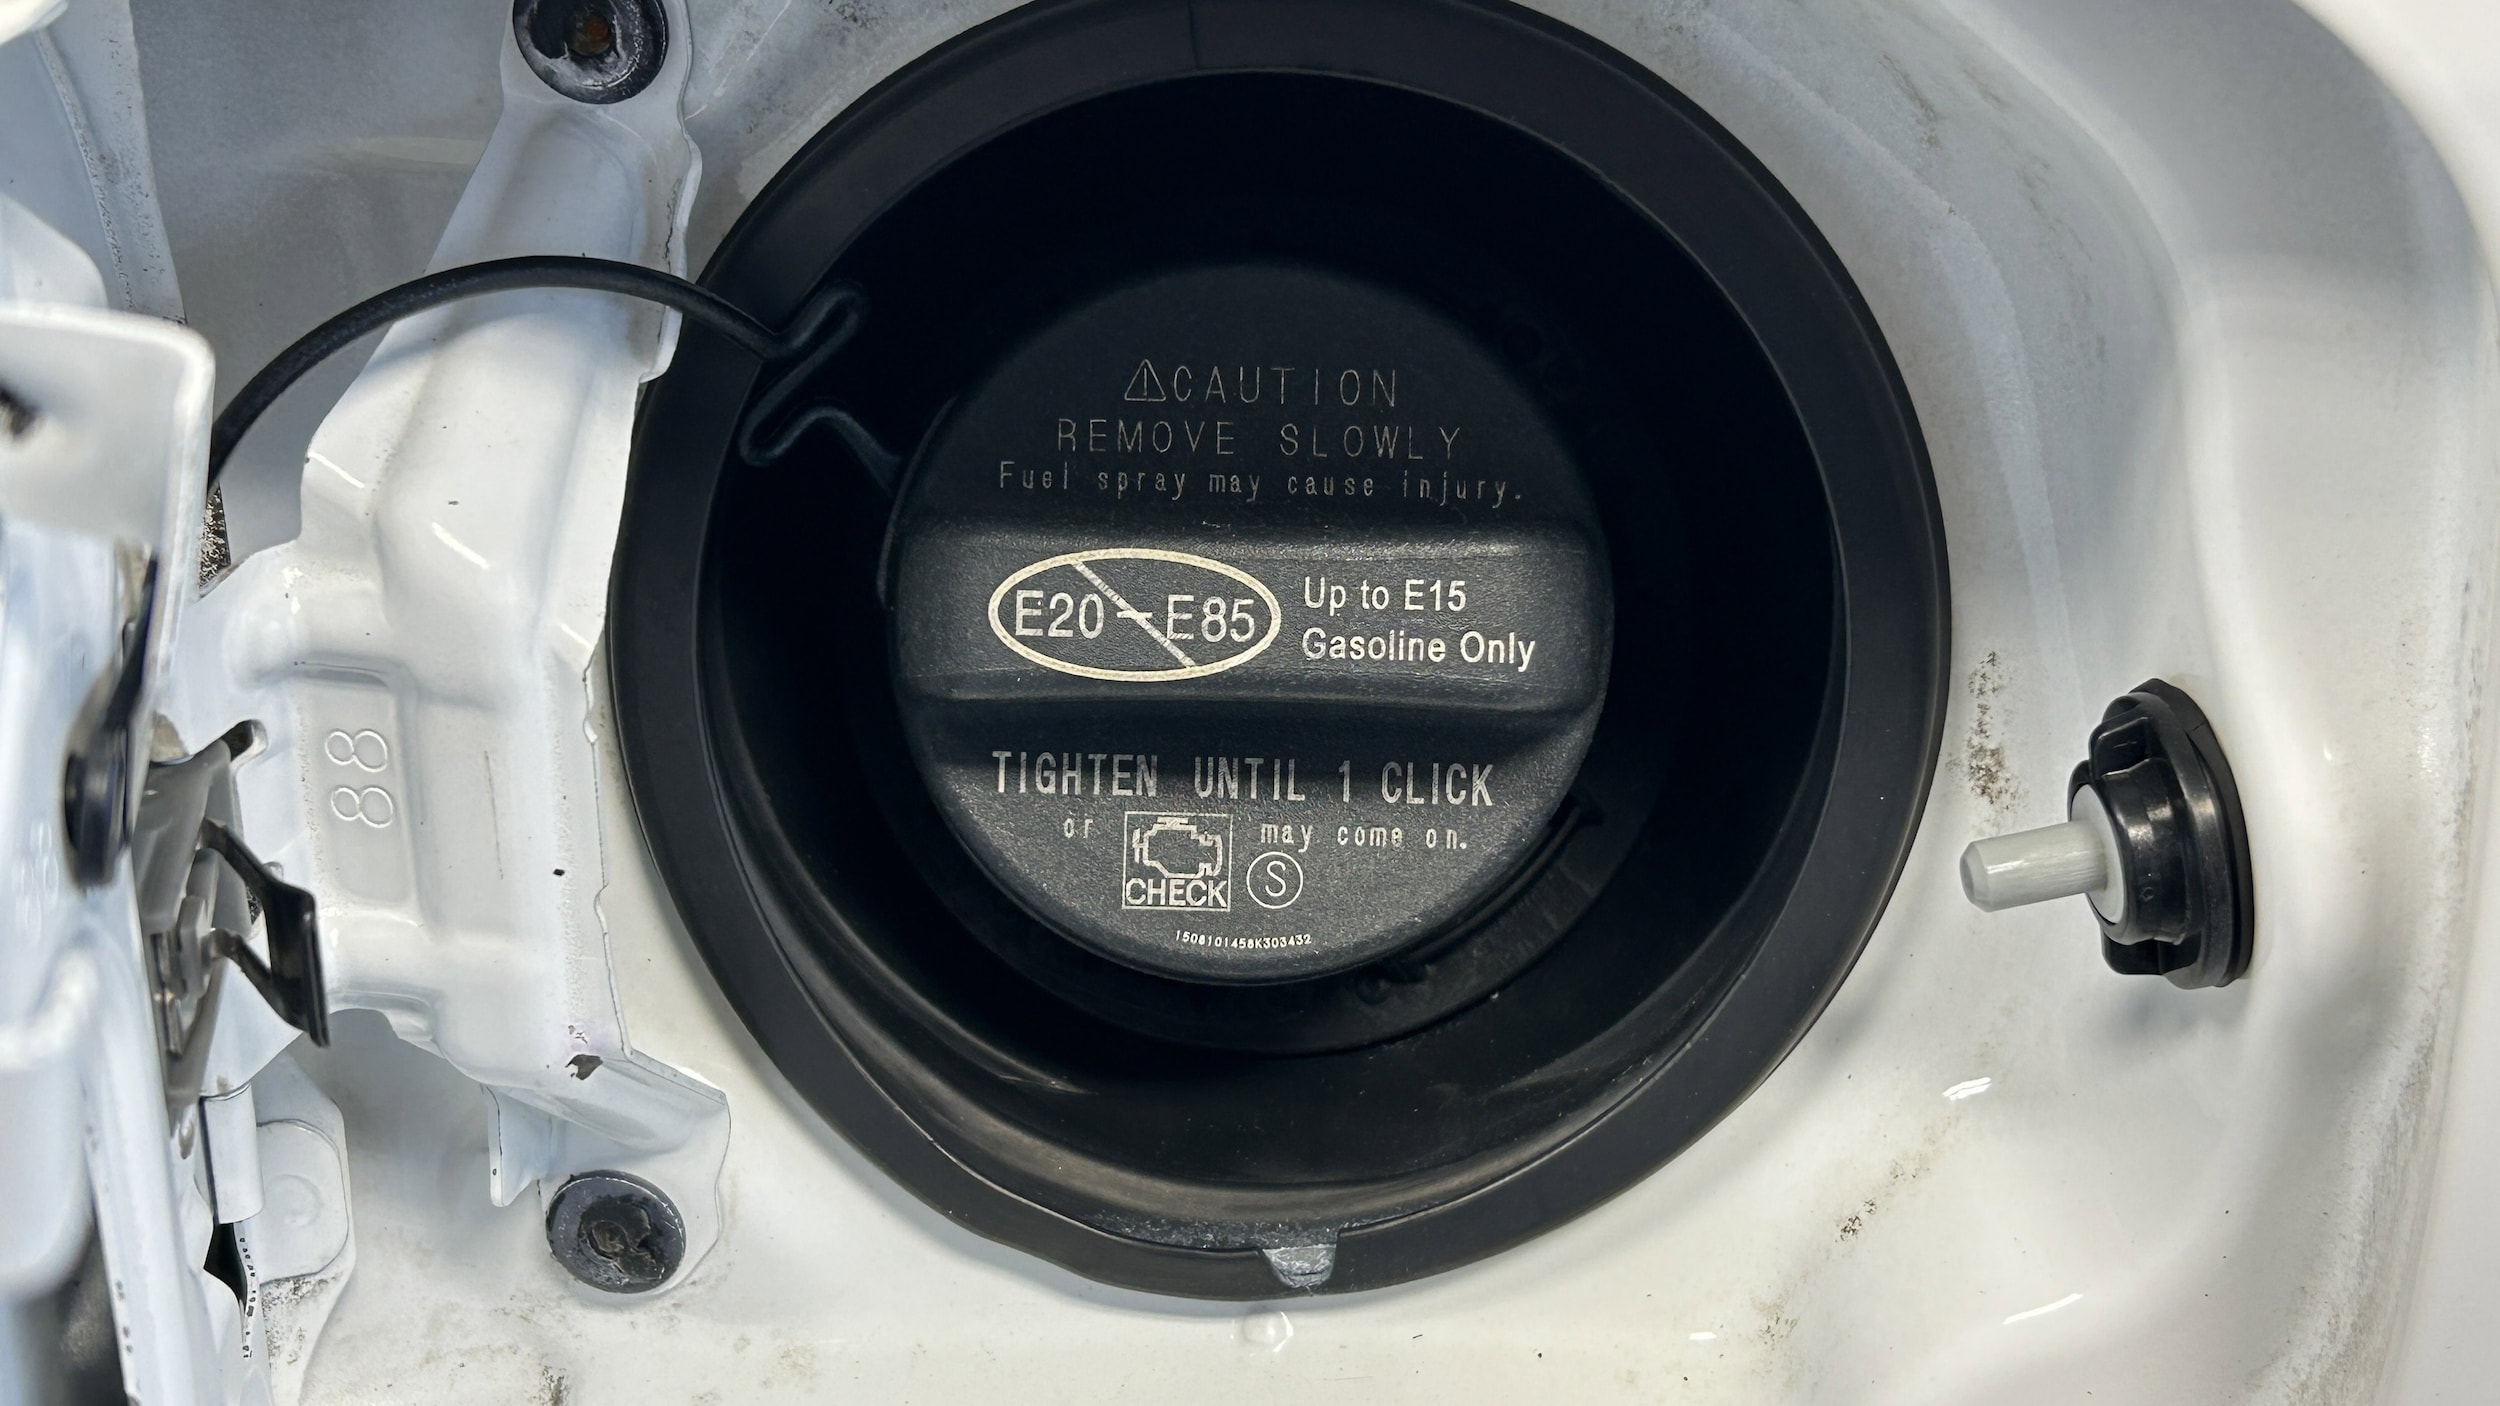 ⚠CAUTION
REMOVE SLOWLY
Fuel spray may cause injury.
E20-E85
Up to E15
Gasoline Only
TIGHTEN UNTIL 1 CLICK
or CHECK may come on.
S
1508101458K303432
88